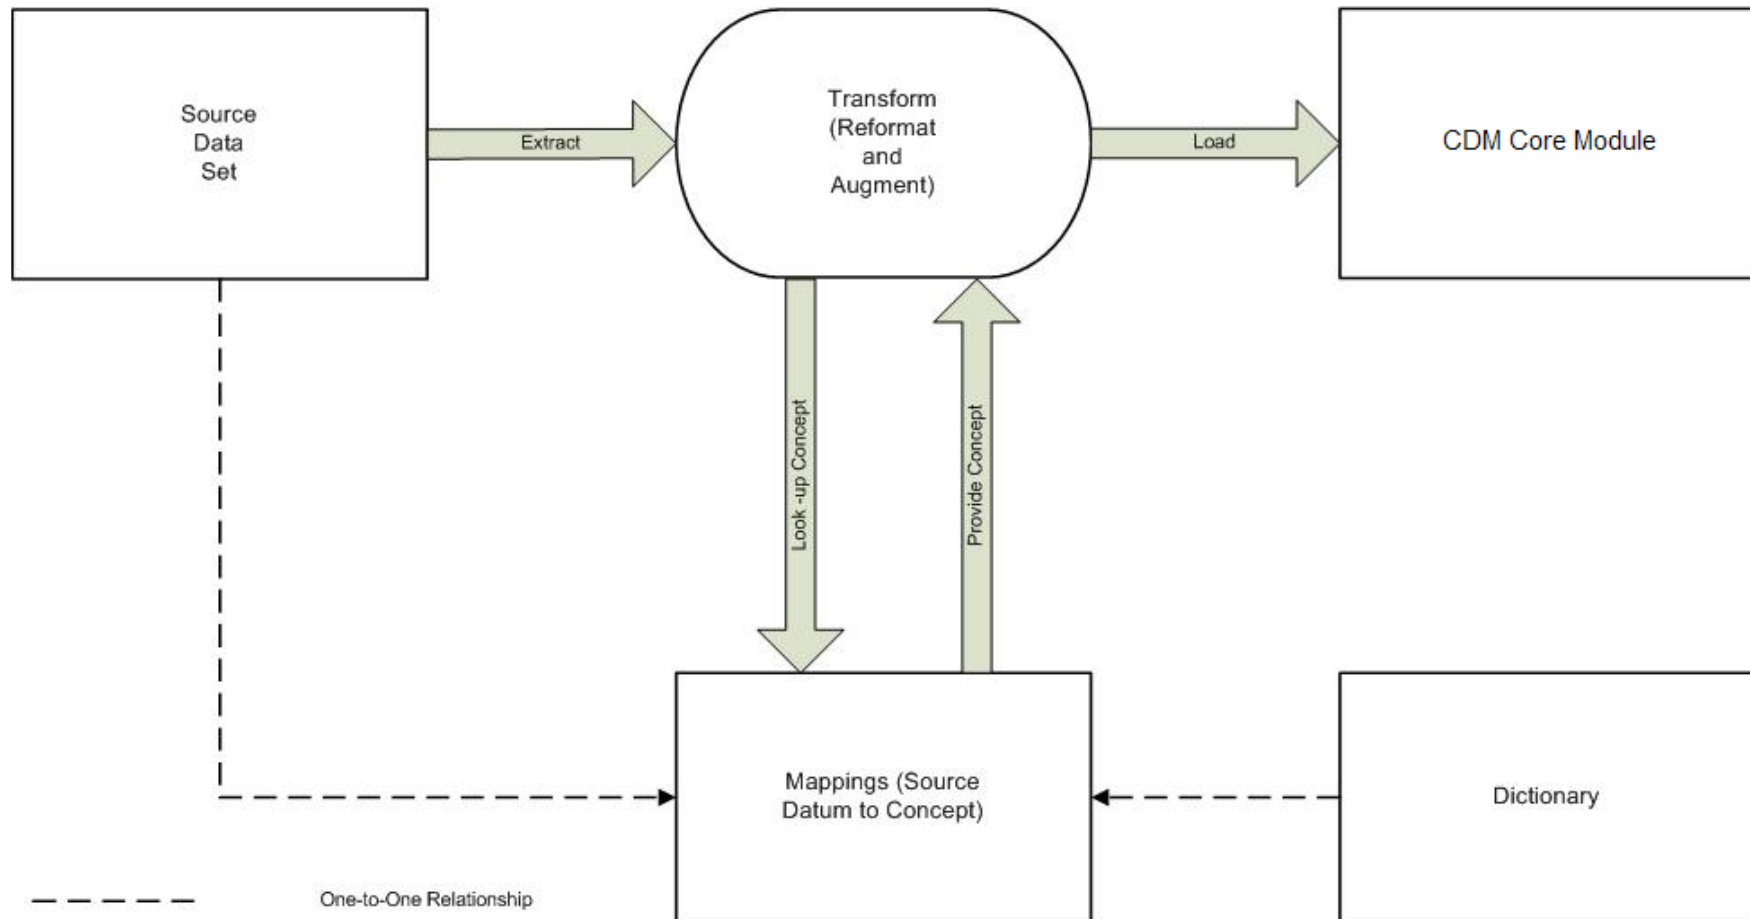 Source
Data
Set
Extract
Transform
(Reformat
and
Augment)
Load
CDM Core Module
Look -up Concept
Provide Concept
Mappings (Source
Datum to Concept)
Dictionary
One-to-One Relationship